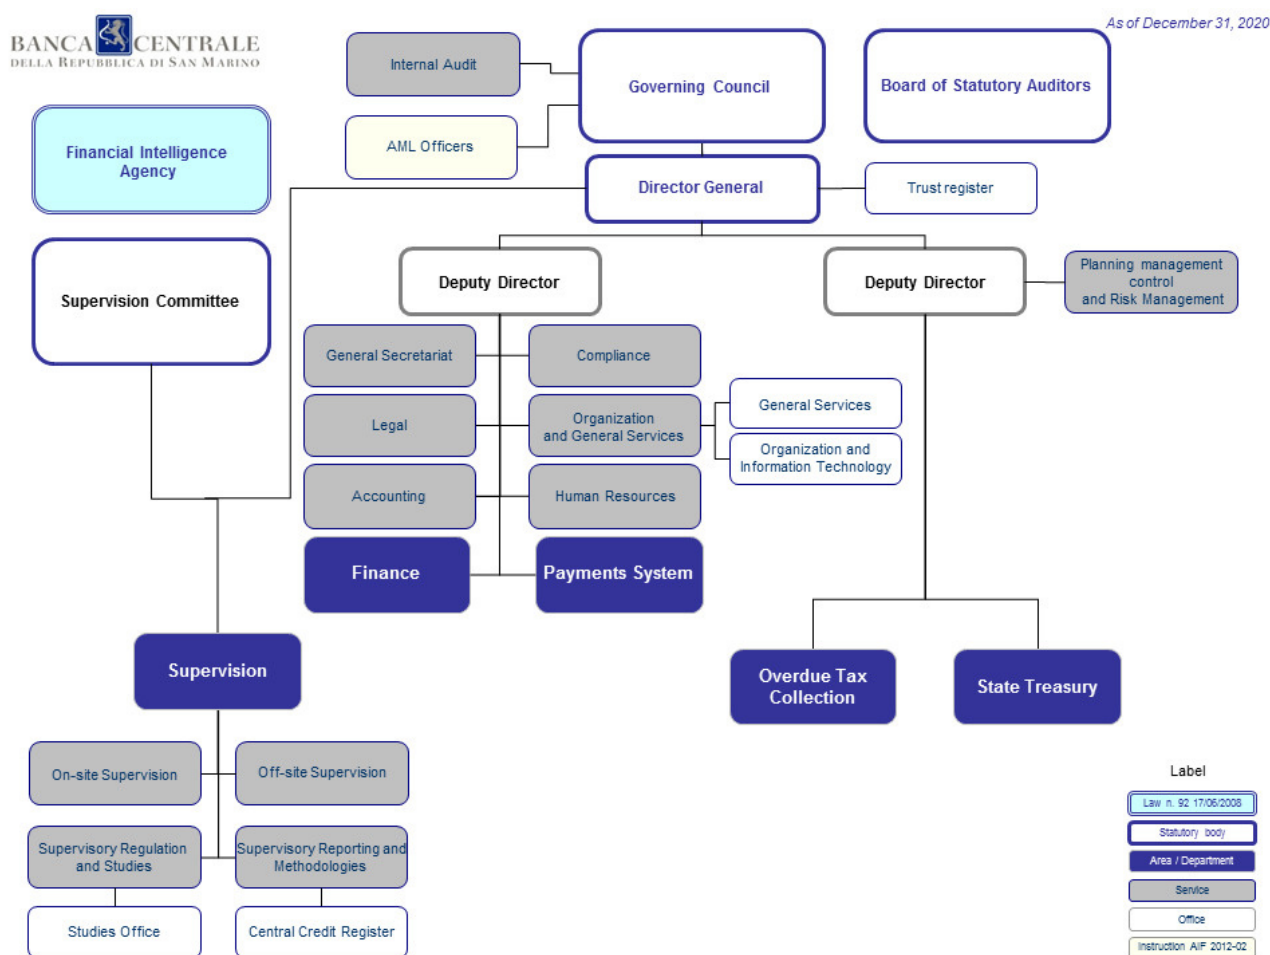 As of December 31, 2020
BANCA CENTRALE
DELLA REPUBBLICA DI SAN MARINO
Internal Audit
Governing Council
Board of Statutory Auditors
Financial Intelligence
Agency
AML Officers
Director General
Trust register
Supervision Committee
Deputy Director
Deputy Director
Planning management
control
and Risk Management
General Secretariat
Compliance
Legal
Organization
and General Services
General Services
Organization and
Information Technology
Accounting
Human Resources
Finance
Payments System
Supervision
Overdue Tax
Collection
State Treasury
On-site Supervision
Off-site Supervision
Supervisory Regulation
and Studies
Supervisory Reporting and
Methodologies
Studies Office
Central Credit Register
Label
Law n. 92 17/06/2008
Statutory body
Area / Department
Service
Office
Instruction AIF 2012-02